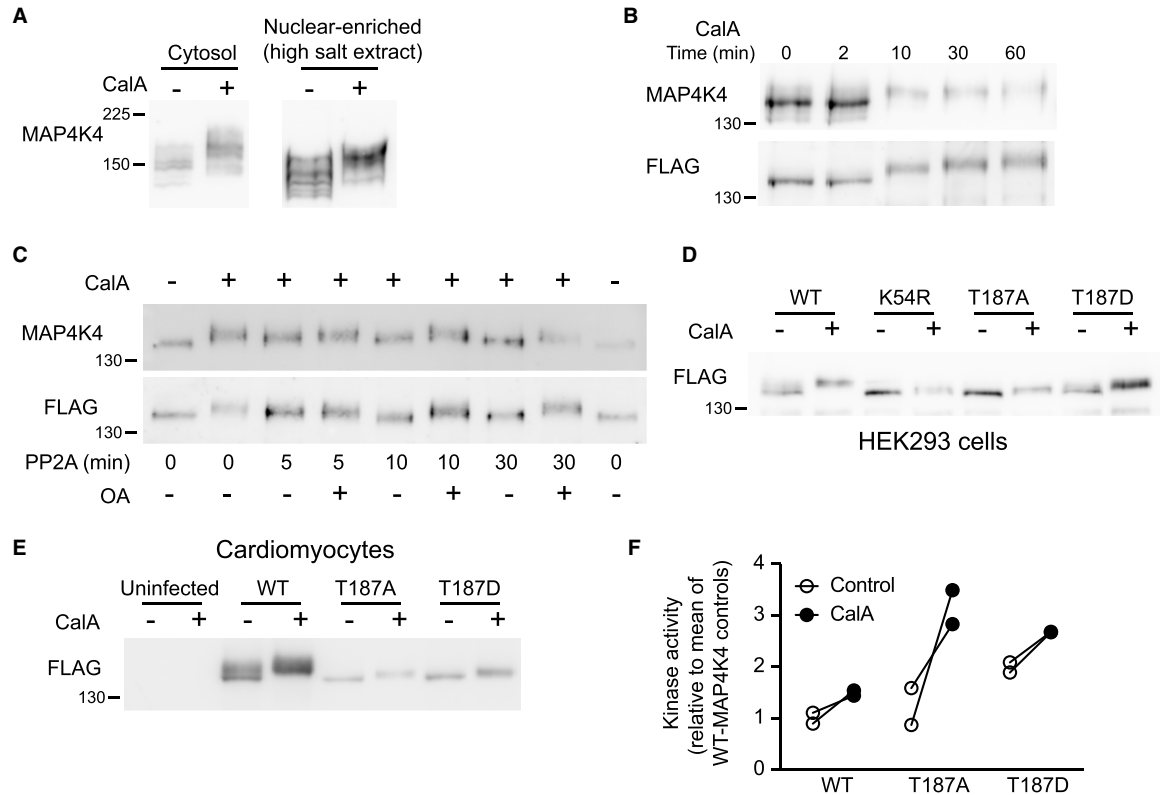 A
Cytosol
Nuclear-enriched
(high salt extract)
CalA - + - +
225
MAP4K4
150
B
CalA
Time (min) 0 2 10 30 60
MAP4K4
130
FLAG
130
C
CalA - + + + + + + + -
MAP4K4
130
FLAG
130
PP2A (min) 0 0 5 5 10 10 30 30 0
OA - - - + - + - + -
D
WT K54R T187A T187D
CalA - + - + - + - +
FLAG
130
HEK293 cells
E
Cardiomyocytes
Uninfected WT T187A T187D
CalA - + - + - + - +
FLAG
130
F
Kinase activity
(relative to mean of
WT-MAP4K4 controls)
4
3
2
1
0
Control
CalA
WT T187A T187D